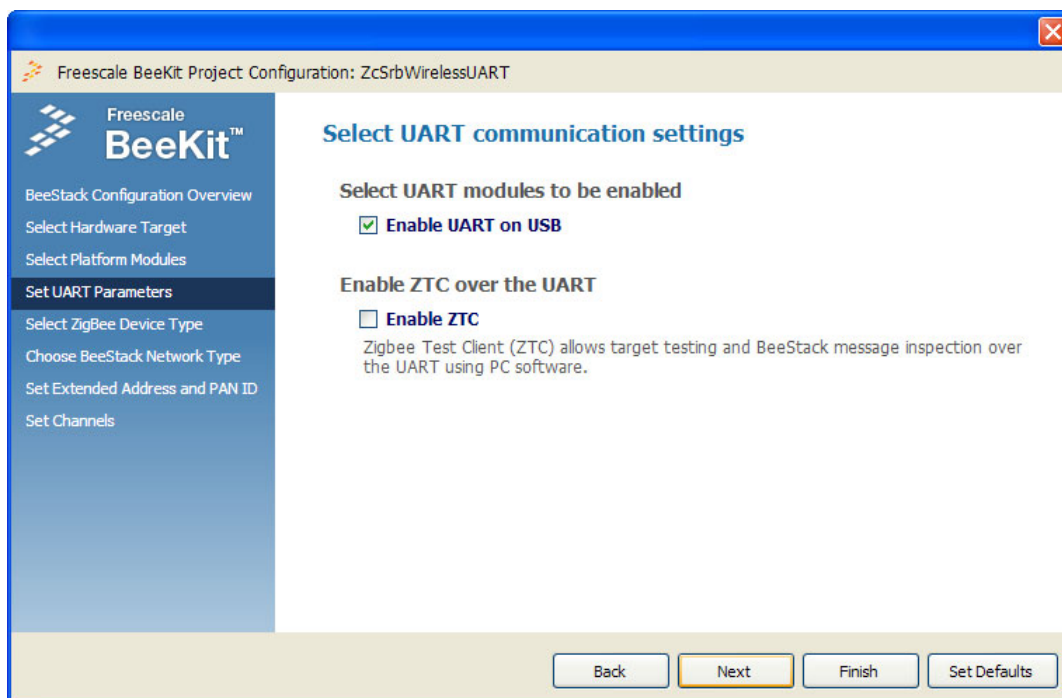 Freescale BeeKit Project Configuration: ZcSrbWirelessUART
Freescale
BeeKit™
BeeStack Configuration Overview
Select Hardware Target
Select Platform Modules
Set UART Parameters
Select ZigBee Device Type
Choose BeeStack Network Type
Set Extended Address and PAN ID
Set Channels
Select UART communication settings
Select UART modules to be enabled
Enable UART on USB
Enable ZTC over the UART
Enable ZTC
Zigbee Test Client (ZTC) allows target testing and BeeStack message inspection over
the UART using PC software.
Back
Next
Finish
Set Defaults